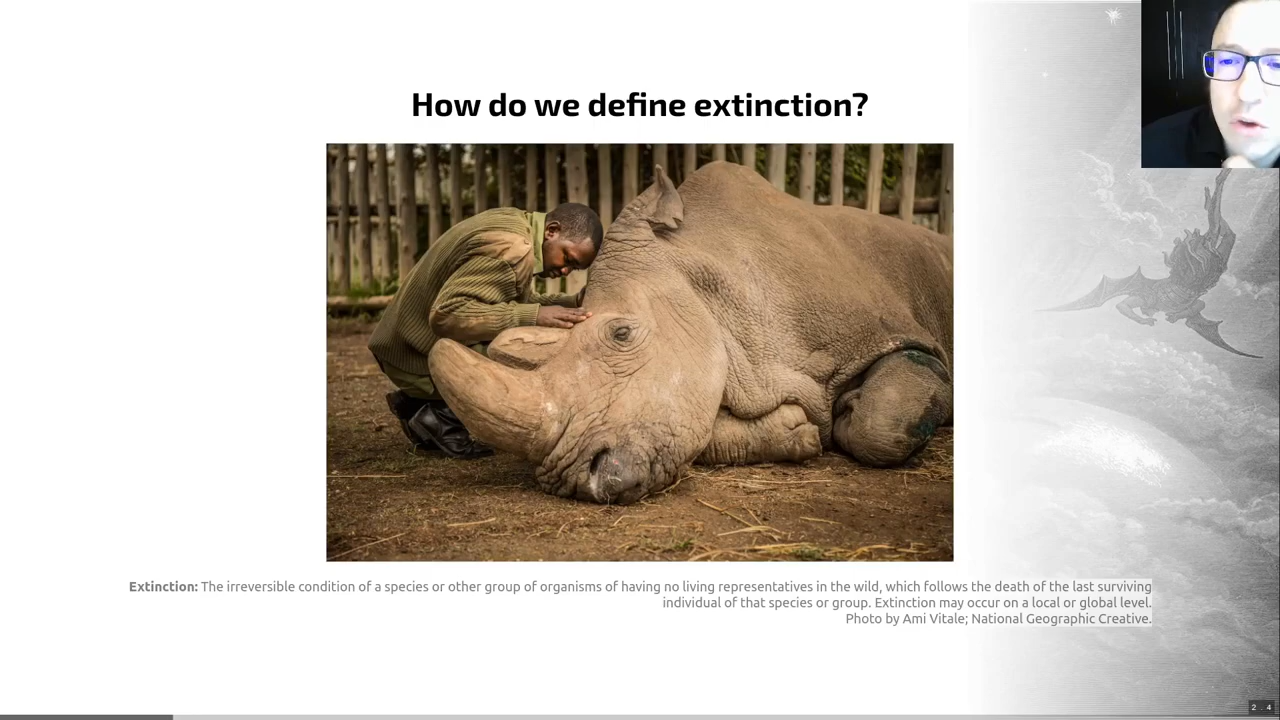 How do we define extinction?
Extinction: The irreversible condition of a species or other group of organisms of having no living representatives in the wild, which follows the death of the last surviving
individual of that species or group. Extinction may occur on a local or global level.
Photo by Ami Vitale; National Geographic Creative.
2 . 4